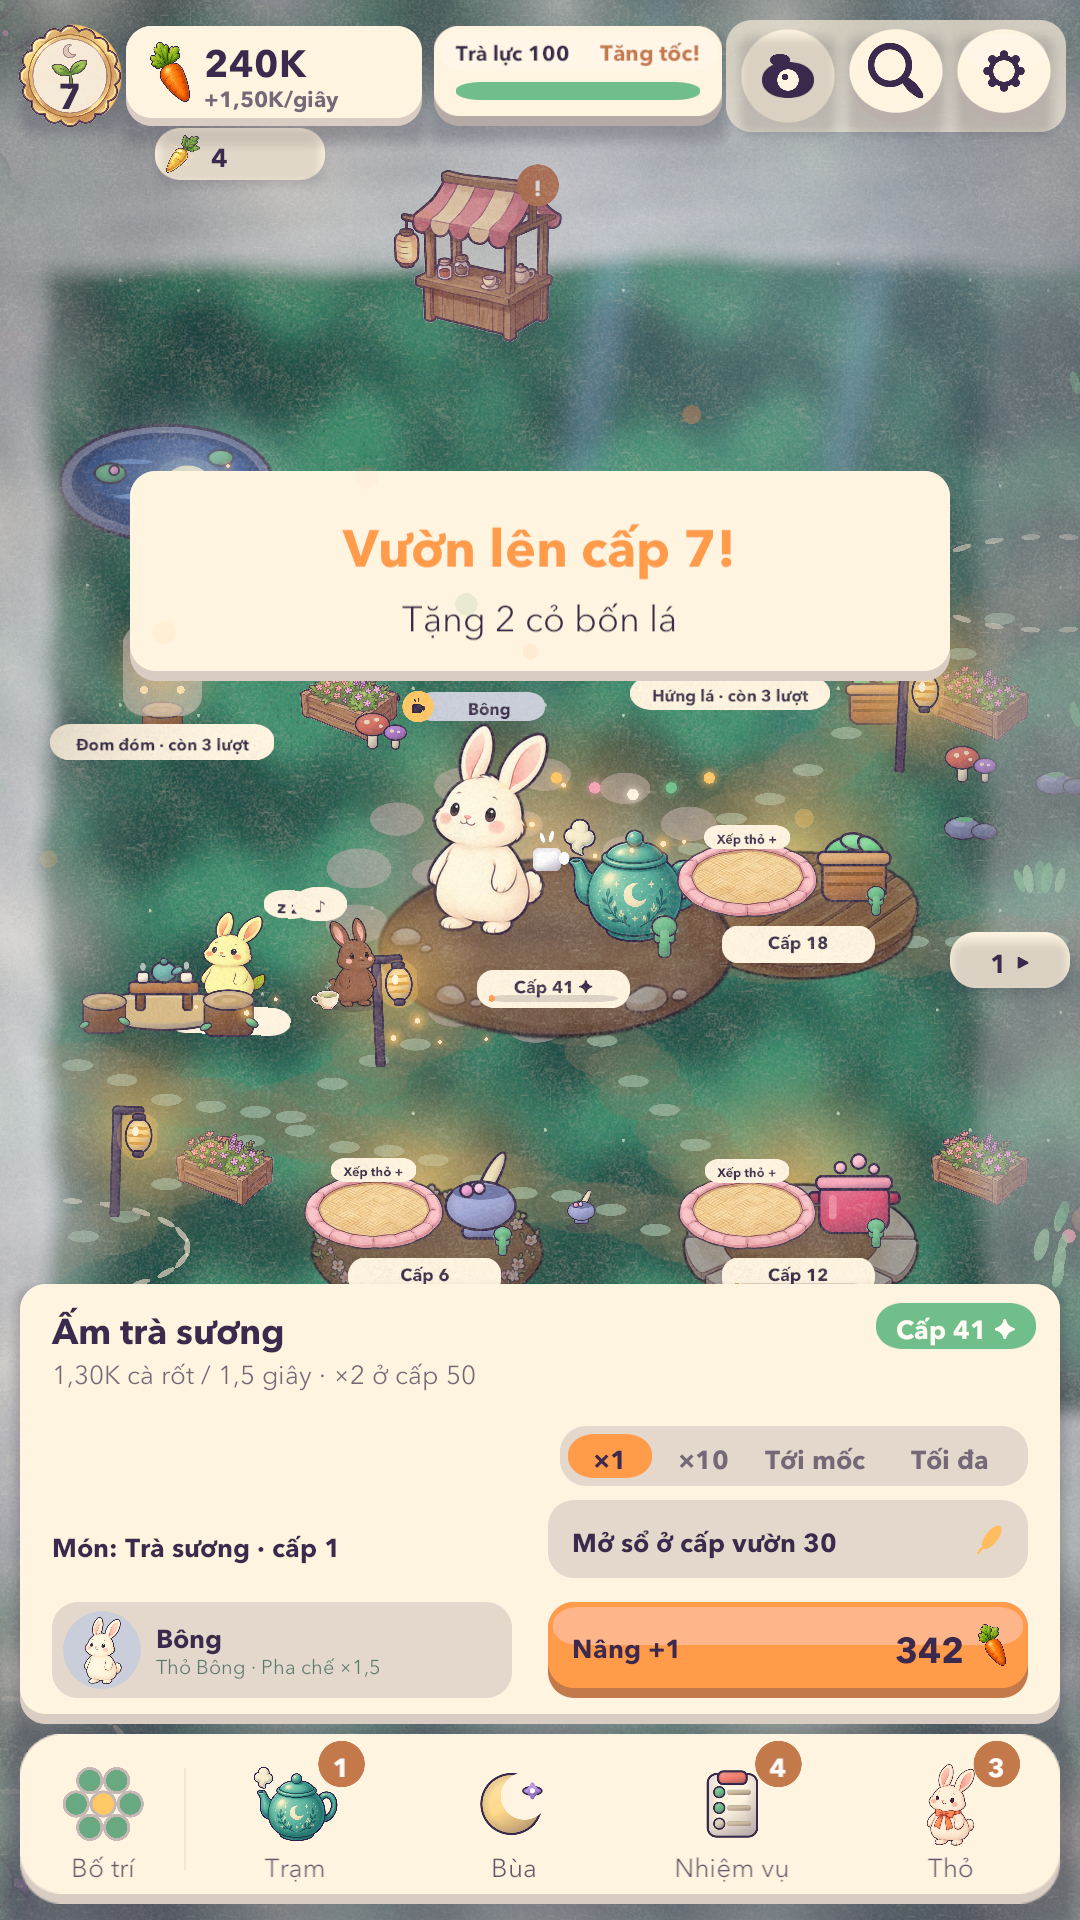 7
240K
+1,50K/giây
Trà lực 100 Tăng tốc!
4
!
Vườn lên cấp 7!
Tặng 2 cỏ bốn lá
Bông
Hứng lá · còn 3 lượt
Đom đóm · còn 3 lượt
Xếp thỏ +
z z ♪
Cấp 18
1 ▶
Cấp 41 ✦
Xếp thỏ +
Xếp thỏ +
Cấp 6
Cấp 12
Ấm trà sương
Cấp 41 ✦
1,30K cà rốt / 1,5 giây · ×2 ở cấp 50
×1 ×10 Tới mốc Tối đa
Món: Trà sương · cấp 1
Mở sổ ở cấp vườn 30
Bông
Thỏ Bông · Pha chế ×1,5
Nâng +1 342
1
4
3
Bố trí
Trạm
Bùa
Nhiệm vụ
Thỏ